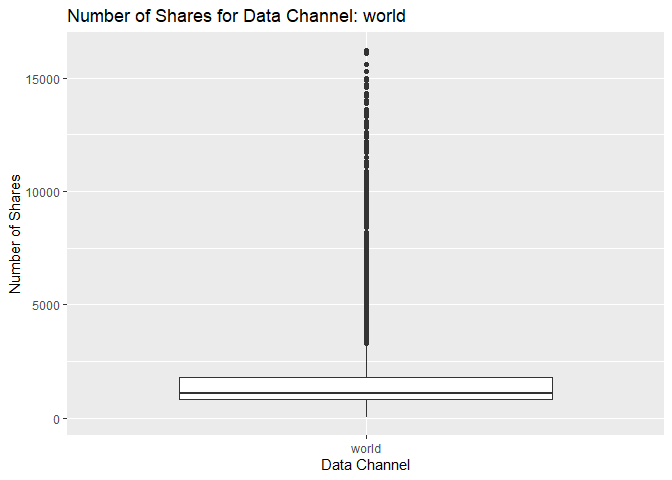 Number of Shares for Data Channel: world
Number of Shares
15000
10000
5000
0
world
Data Channel